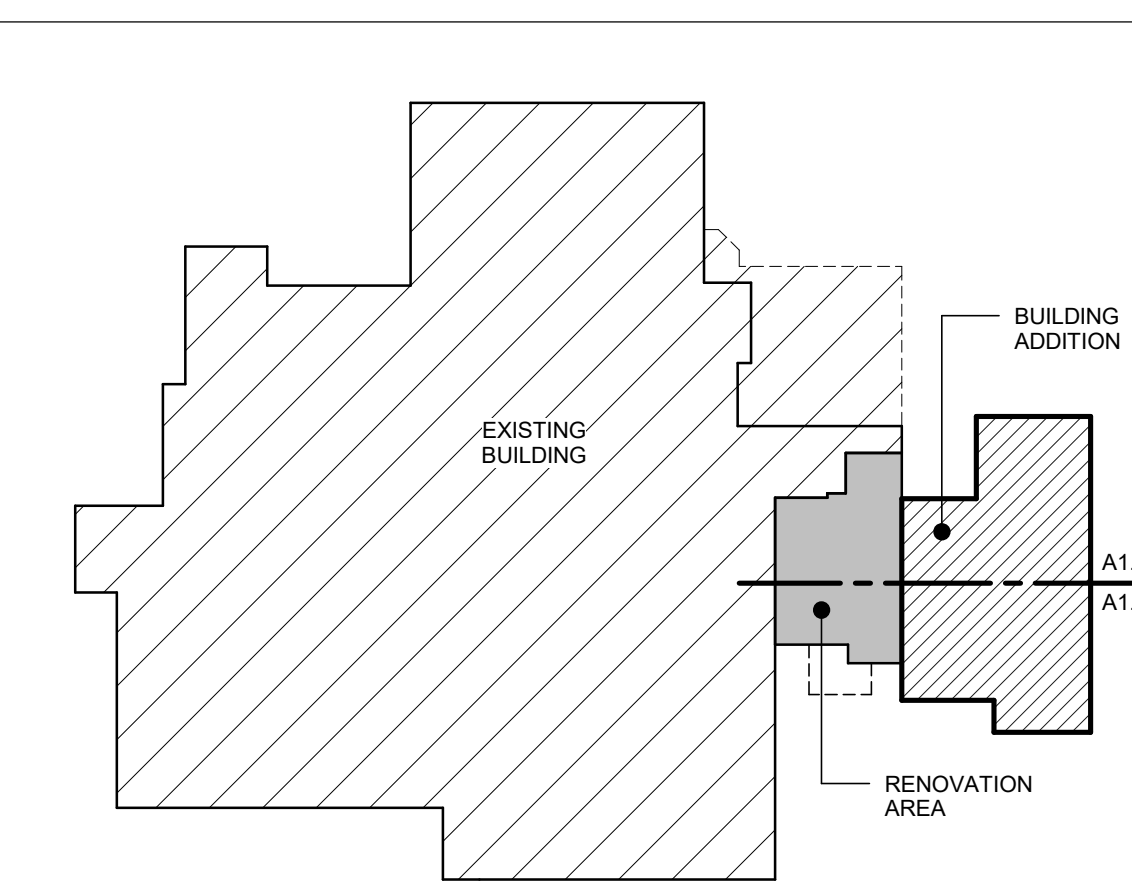 BUILDING
ADDITION
EXISTING
BUILDING
A1.
A1.
RENOVATION
AREA